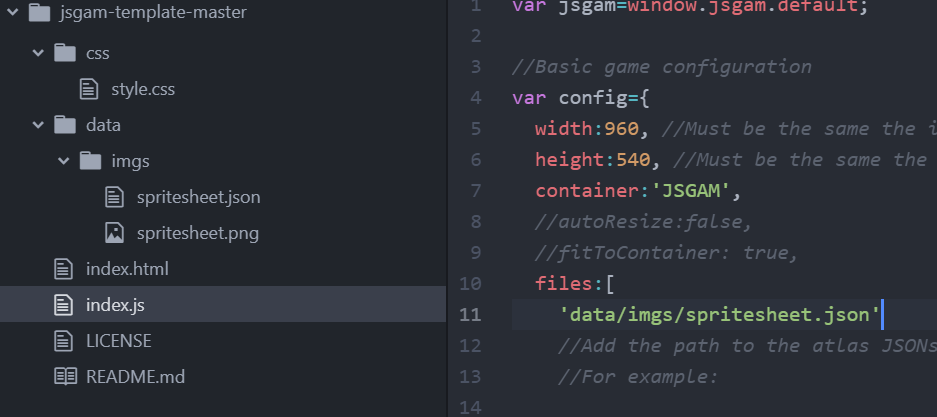 jsgam-template-master
css
style.css
data
imgs
spritesheet.json
spritesheet.png
index.html
index.js
LICENSE
README.md
1 var jsgam=window.jsgam.default;
2
3 //Basic game configuration
4 var config={
5 width:960, //Must be the same the
6 height:540, //Must be the same the
7 container:'JSGAM',
8 //autoResize:false,
9 //fitToContainer: true,
10 files:[
11 'data/imgs/spritesheet.json'
12 //Add the path to the atlas JSONs
13 //For example:
14